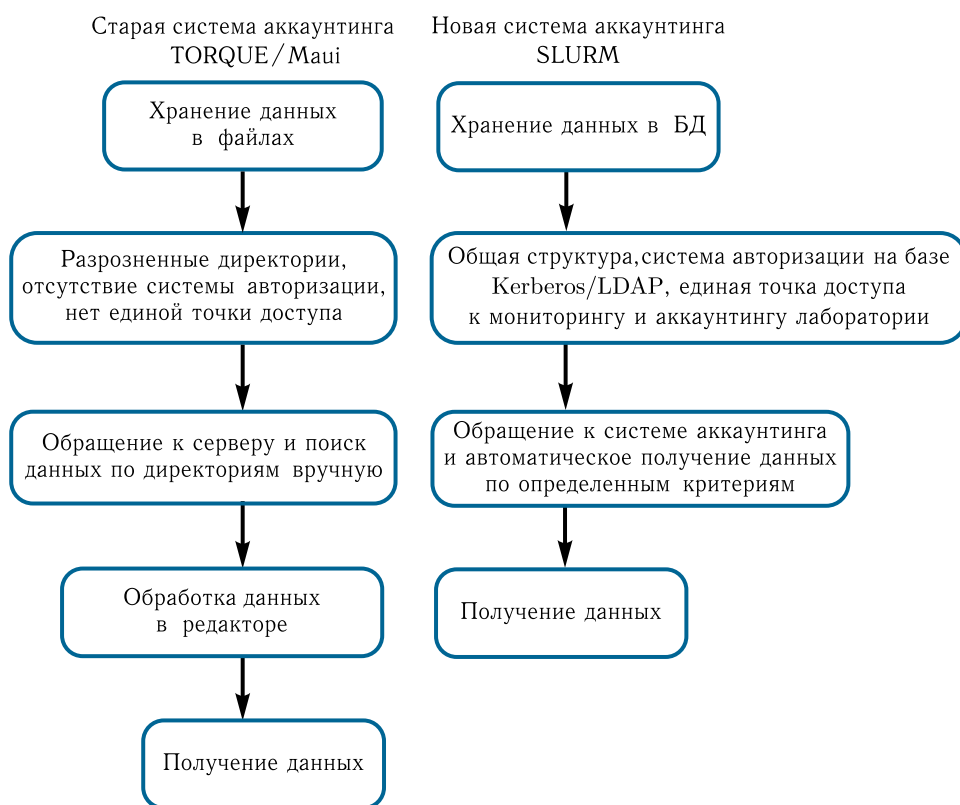 Старая система аккаунтинга
TORQUE/Maui
Хранение данных
в файлах
Разрозненные директории,
отсутствие системы авторизации,
нет единой точки доступа
Обращение к серверу и поиск
данных по директориям вручную
Обработка данных
в редакторе
Получение данных
Новая система аккаунтинга
SLURM
Хранение данных в БД
Общая структура,система авторизации на базе
Kerberos/LDAP, единая точка доступа
к мониторингу и аккаунтингу лаборатории
Обращение к системе аккаунтинга
и автоматическое получение данных
по определенным критериям
Получение данных